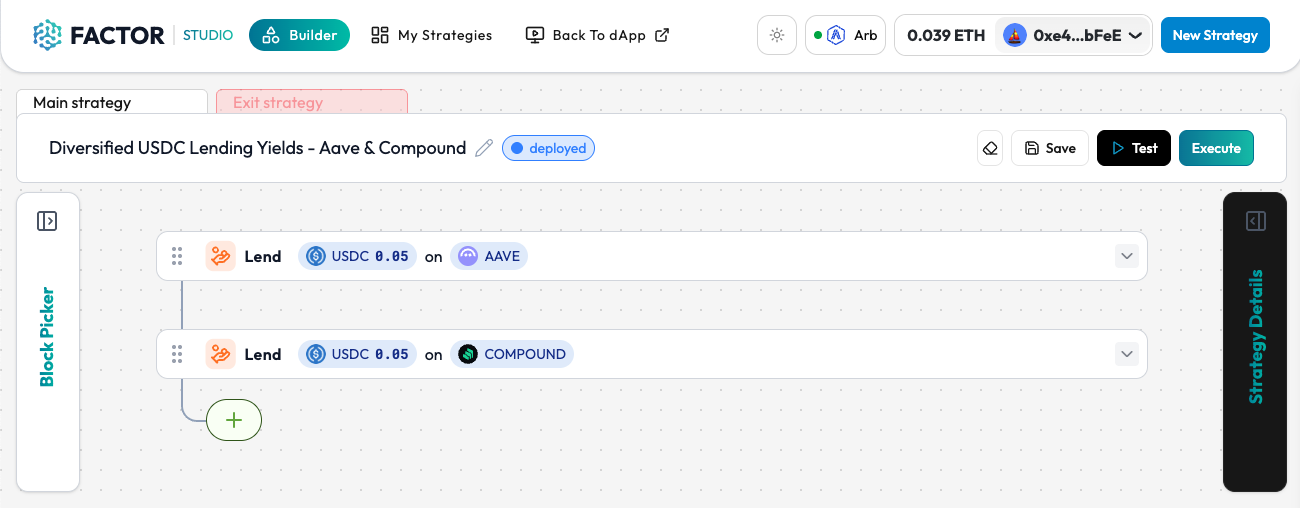 FACTOR STUDIO Builder My Strategies Back To dApp Arb 0.039 ETH 0xe4...bFeE New Strategy
Main strategy Exit strategy
Diversified USDC Lending Yields - Aave & Compound deployed Save Test Execute
Lend USDC 0.05 on AAVE
Lend USDC 0.05 on COMPOUND
Block Picker
Strategy Details